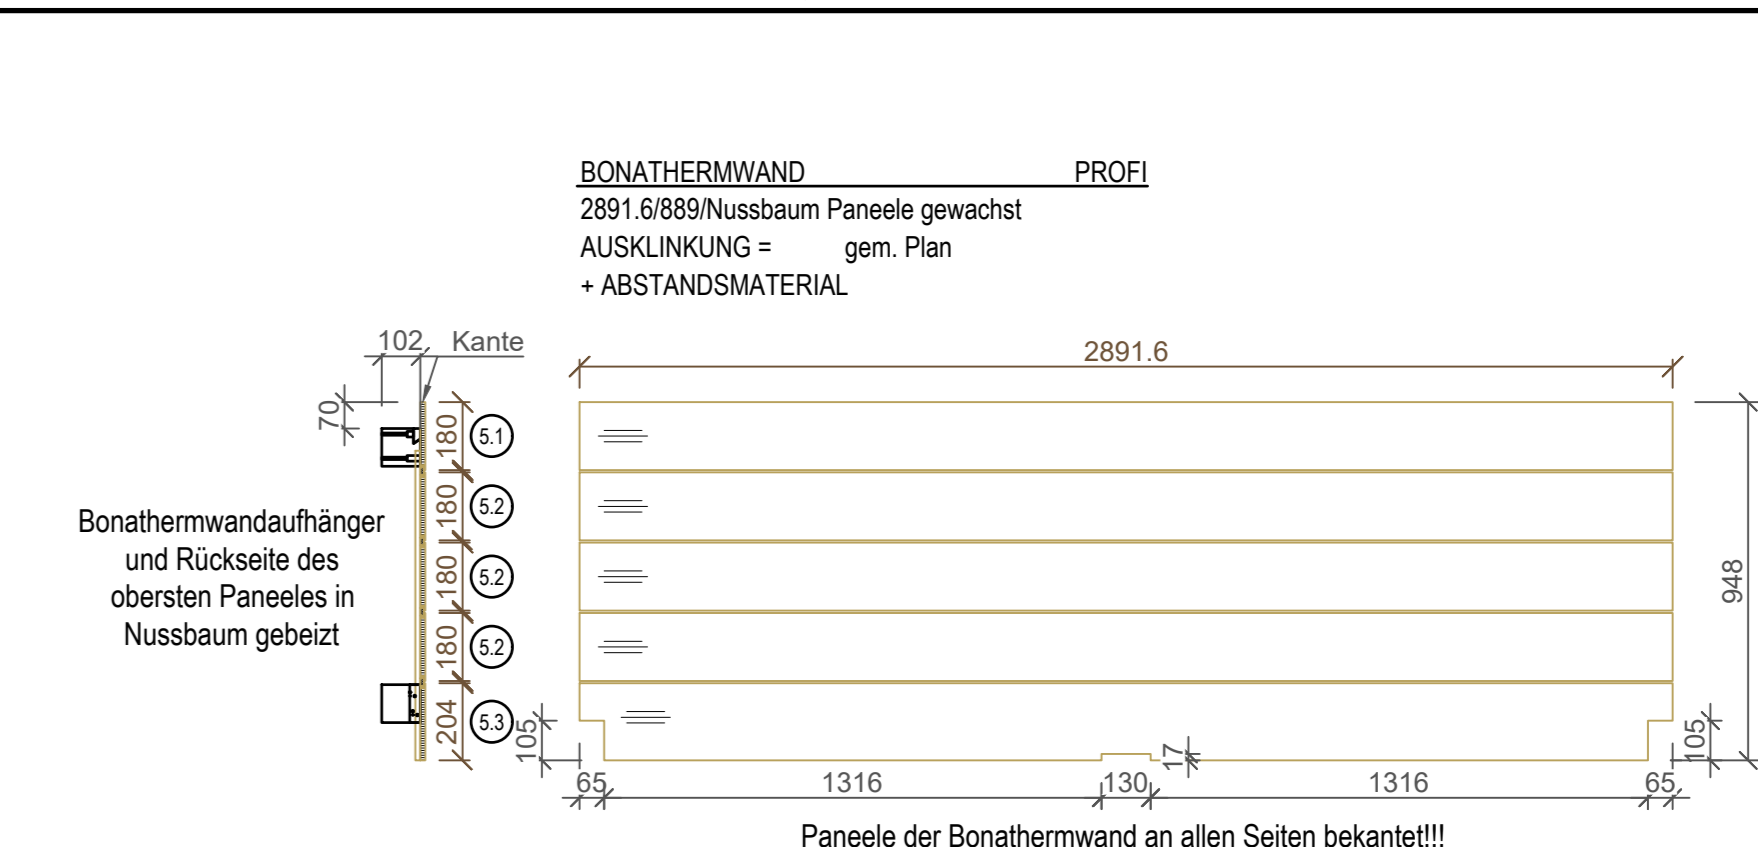 BONATHERMWAND PROFI
2891.6/889/Nussbaum Paneele gewachst
AUSKLINKUNG = gem. Plan
+ ABSTANDSMATERIAL
102 Kante
2891.6
70
180 5.1
180 5.2
180 5.2
180 5.2
204 5.3
Bonathermwandaufhänger
und Rückseite des
obersten Paneeles in
Nussbaum gebeizt
948
105
17
105
65 1316 130 1316 65
Paneele der Bonathermwand an allen Seiten bekantet!!!